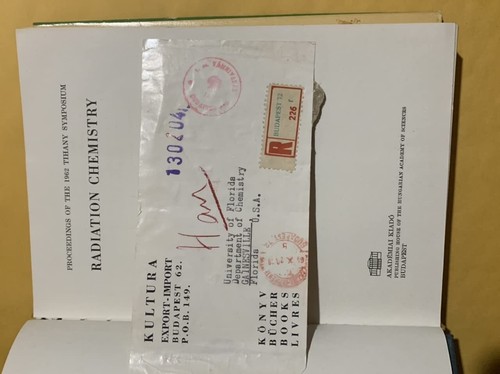 PROCEEDINGS OF THE 1962 TIHANY SYMPOSIUM
RADIATION CHEMISTRY
AKADÉMIAI KIADÓ
PUBLISHING HOUSE OF THE HUNGARIAN ACADEMY OF SCIENCES
BUDAPEST
KULTURA
EXPORT-IMPORT
BUDAPEST 62.
P.O.B. 149.
130204
University of Florida
Department of Chemistry
GAINESVILLE
Florida U.S.A.
R
BUDAPEST 32
226 f
KÖNYV
BÜCHER
BOOKS
LIVRES